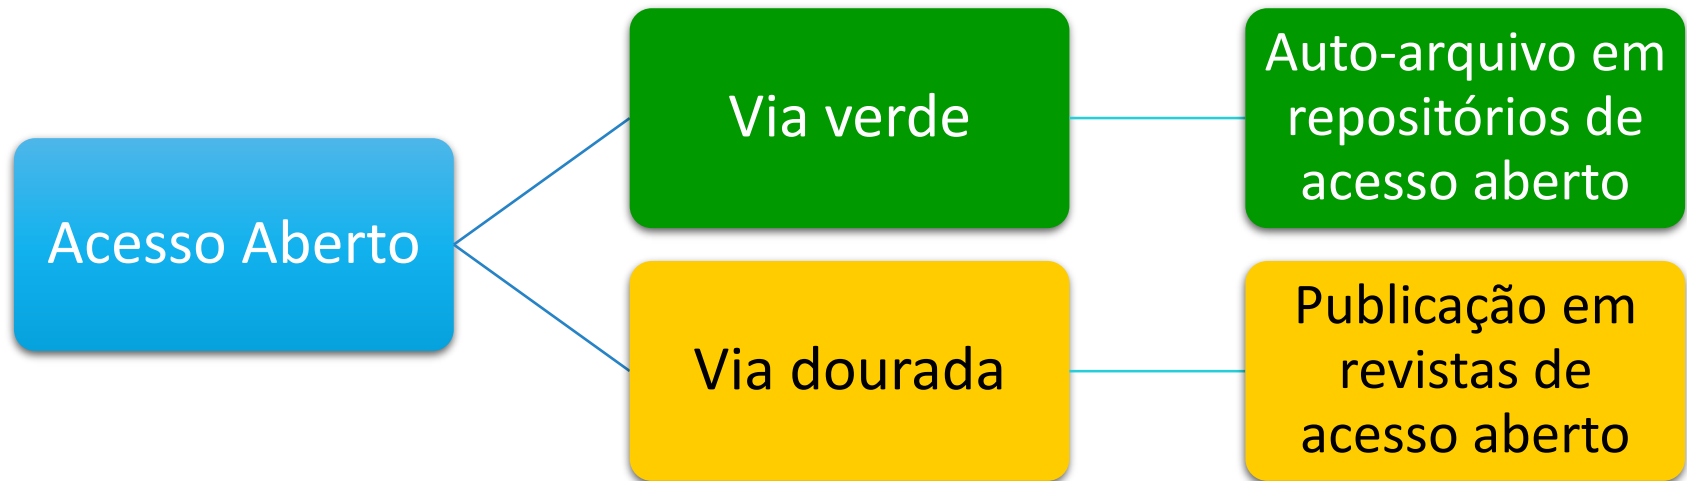 Acesso Aberto
Via verde
Auto-arquivo em
repositórios de
acesso aberto
Via dourada
Publicação em
revistas de
acesso aberto